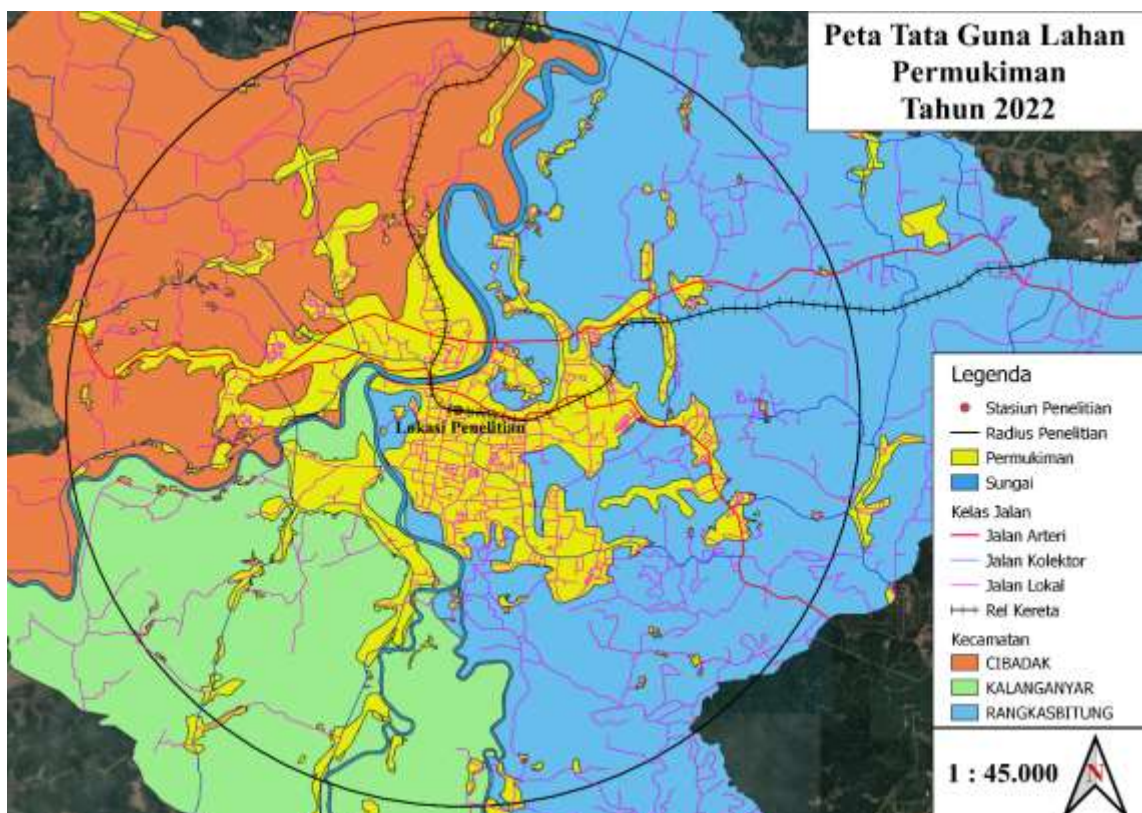 Peta Tata Guna Lahan
Permukiman
Tahun 2022
Lokasi Penelitian
Legenda
Stasiun Penelitian
Radius Penelitian
Permukiman
Sungai
Kelas Jalan
Jalan Arteri
Jalan Kolektor
Jalan Lokal
Rel Kereta
Kecamatan
CIBADAK
KALANGANYAR
RANGKASBITUNG
1 : 45.000
N